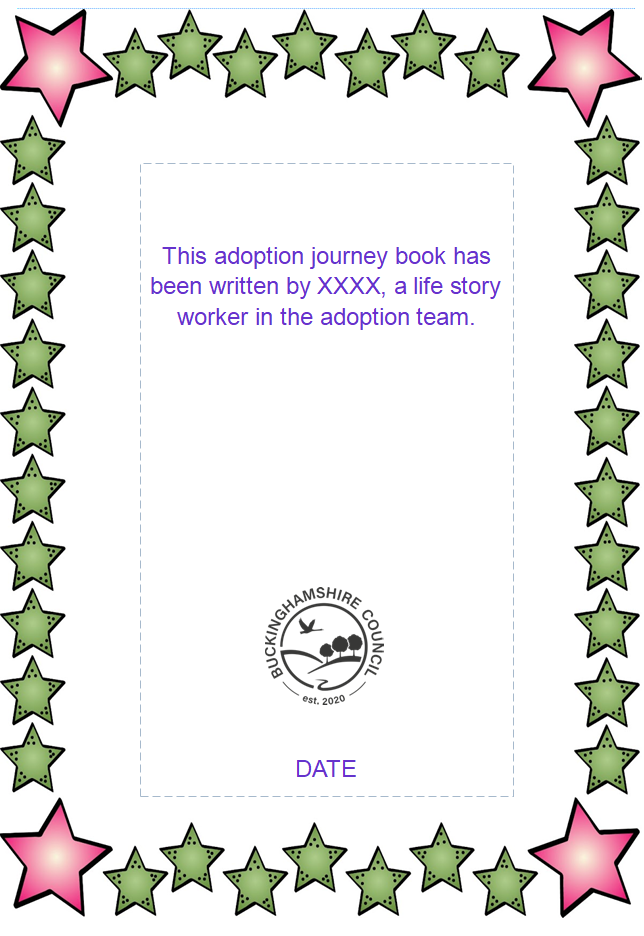 This adoption journey book has
been written by XXXX, a life story
worker in the adoption team.
BUCKINGHAMSHIRE COUNCIL
est. 2020
DATE